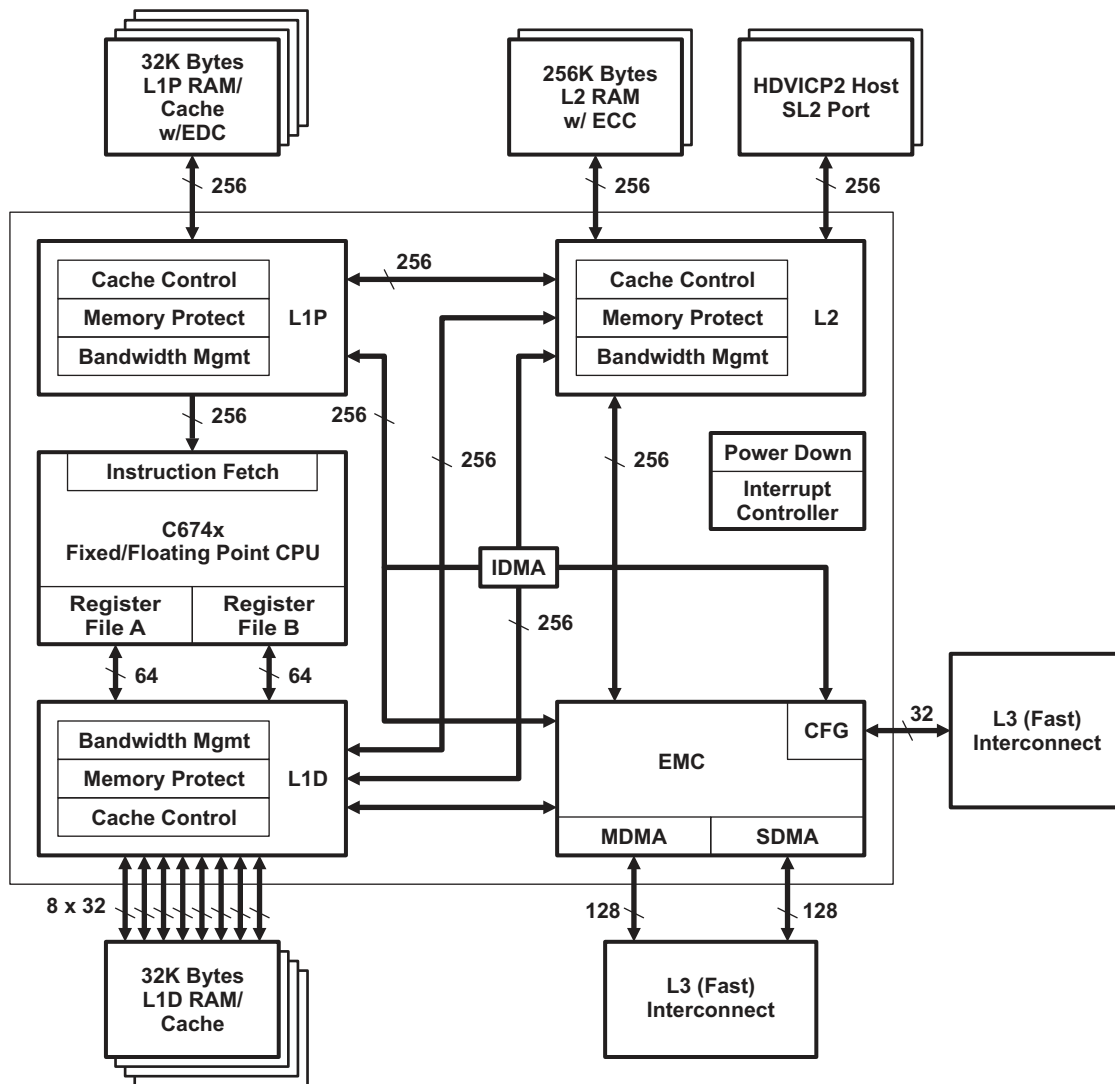 32K Bytes
L1P RAM/
Cache
w/EDC
256K Bytes
L2 RAM
w/ ECC
HDVICP2 Host
SL2 Port
256
256
256
Cache Control
Memory Protect
Bandwidth Mgmt
L1P
256
Cache Control
Memory Protect
Bandwidth Mgmt
L2
256
256
256
256
Instruction Fetch
C674x
Fixed/Floating Point CPU
Register
File A
Register
File B
Power Down
Interrupt
Controller
IDMA
256
64
64
Bandwidth Mgmt
Memory Protect
Cache Control
L1D
EMC
CFG
MDMA
SDMA
32
L3 (Fast)
Interconnect
8 x 32
128
128
32K Bytes
L1D RAM/
Cache
L3 (Fast)
Interconnect